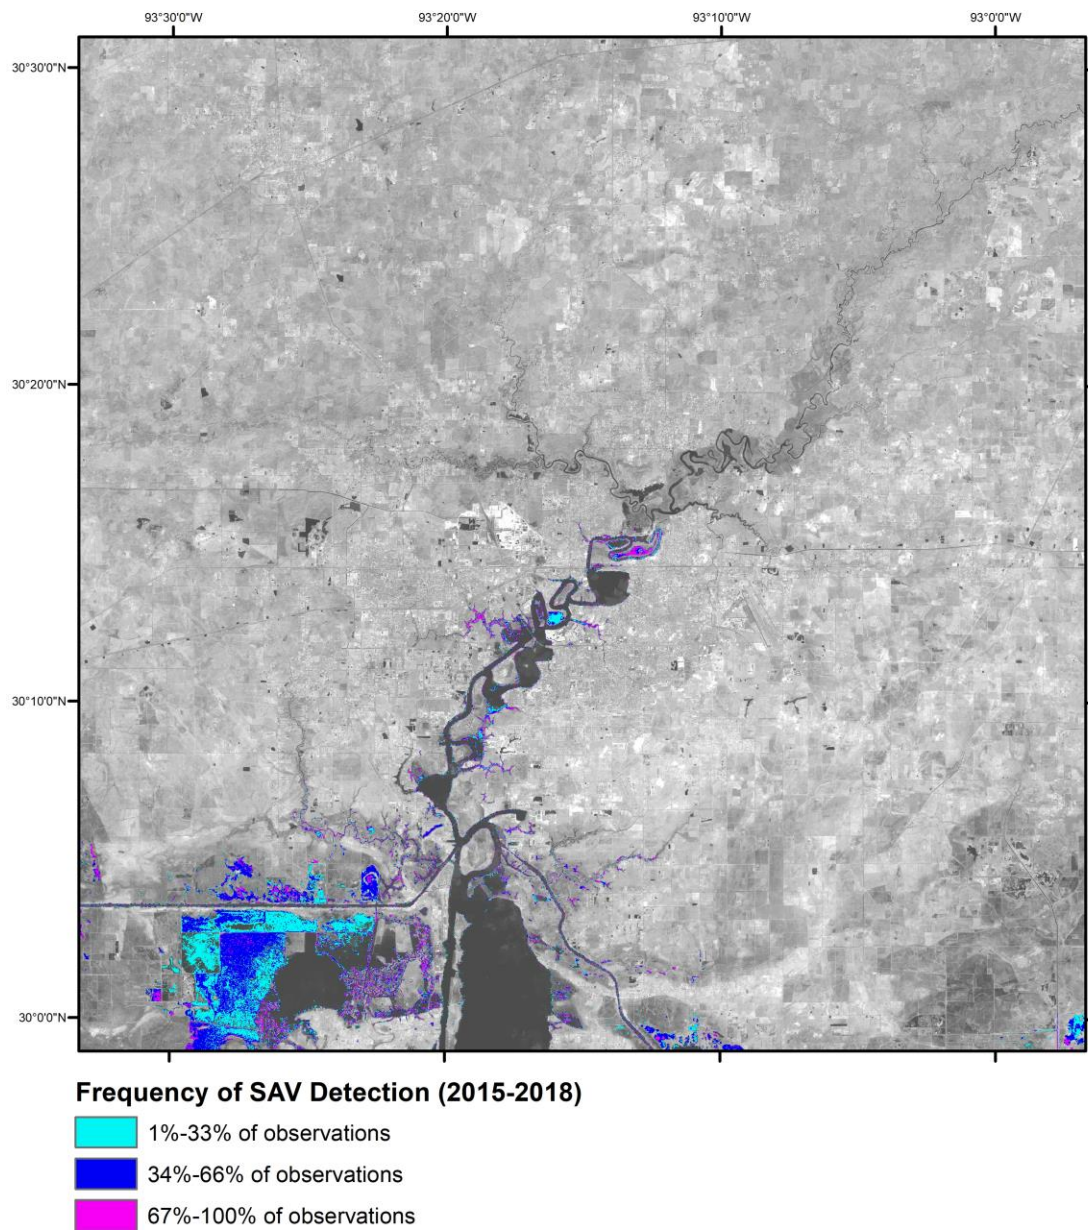 93°30'0"W 93°20'0"W 93°10'0"W 93°0'0"W
30°30'0"N
30°20'0"N
30°10'0"N
30°0'0"N
Frequency of SAV Detection (2015-2018)
1%-33% of observations
34%-66% of observations
67%-100% of observations